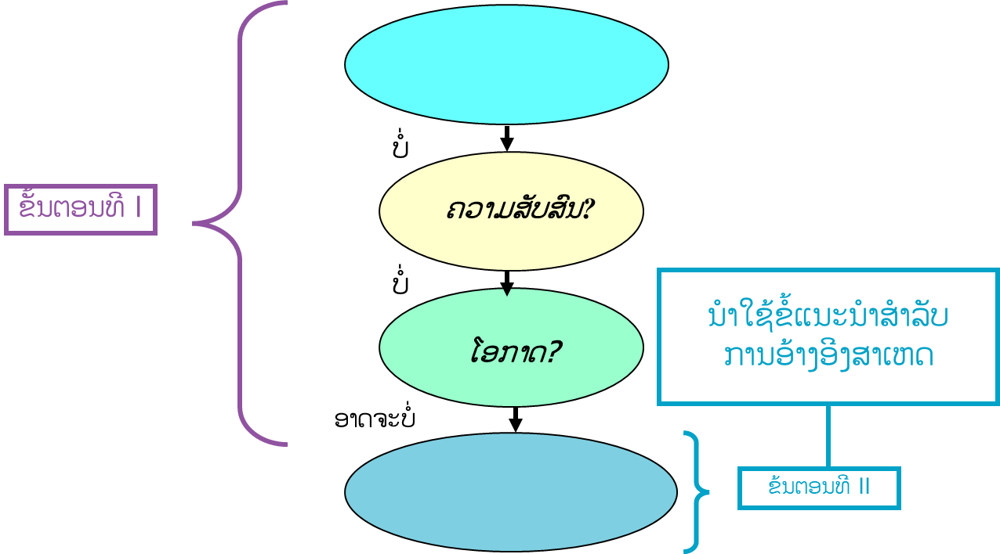 ບໍ່
ຂັ້ນຕອນທີ I
ຄວາມສັບສົນ?
ບໍ່
ໂອກາດ?
ນຳໃຊ້ຂໍ້ແນະນຳສຳລັບ
ການອ້າງອີງສາເຫດ
ອາດຈະບໍ່
ຂັ້ນຕອນທີ II